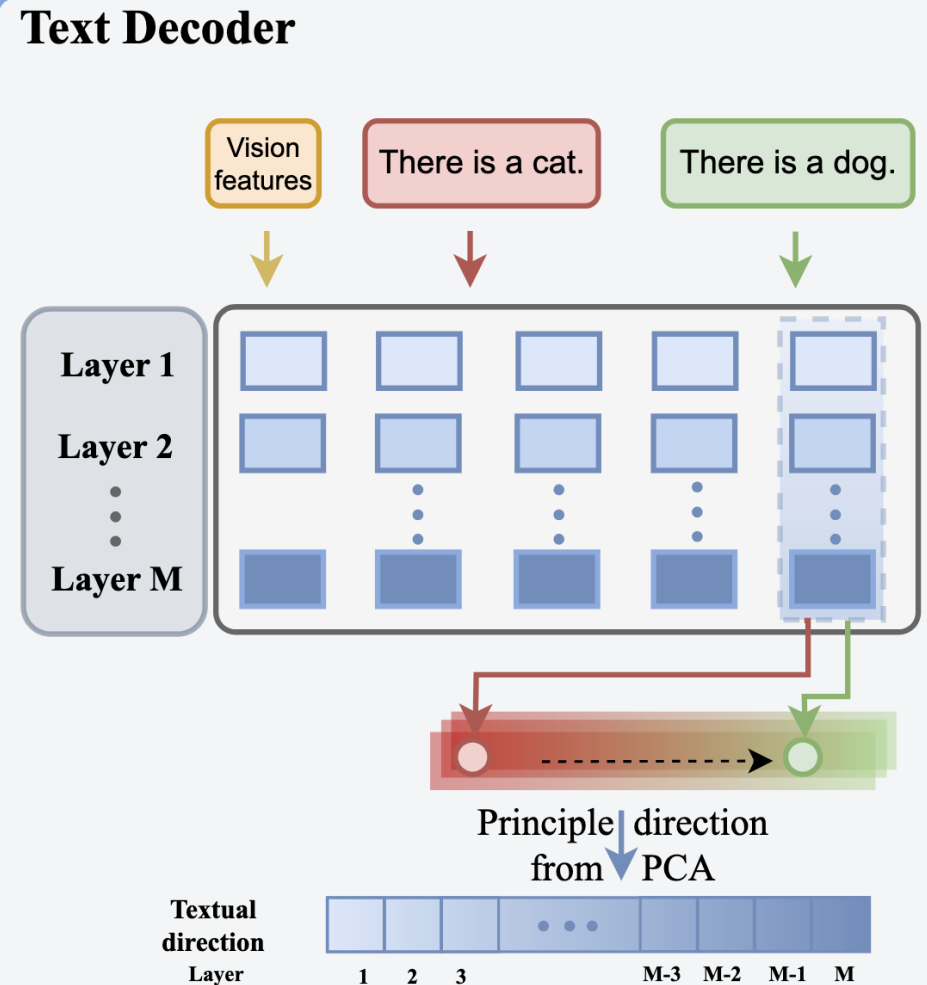 Text Decoder
Vision
features
There is a cat.
There is a dog.
Layer 1
Layer 2
Layer M
Principle direction
from PCA
Textual
direction
Layer 1 2 3 M-3 M-2 M-1 M